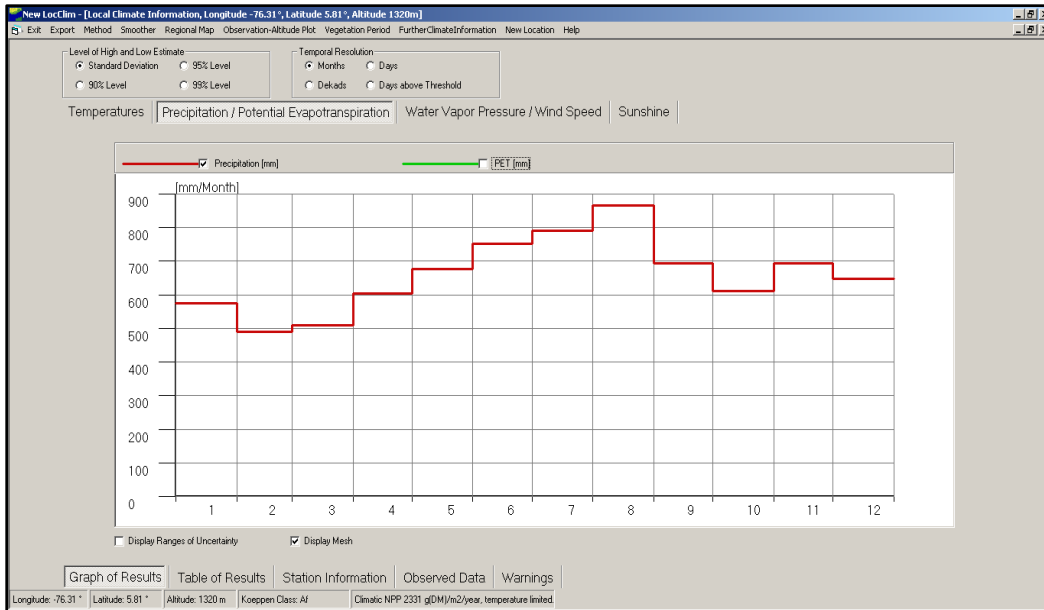 New LocClim - [Local Climate Information, Longitude -76.31°, Latitude 5.81°, Altitude 1320m]
Exit Export Method Smoother Regional Map Observation-Altitude Plot Vegetation Period FurtherClimateInformation New Location Help
Level of High and Low Estimate Temporal Resolution
Standard Deviation 95% Level Months Days
90% Level 99% Level Dekads Days above Threshold
Temperatures Precipitation / Potential Evapotranspiration Water Vapor Pressure / Wind Speed Sunshine
Precipitation [mm] PET [mm]
[mm/Month]
900
800
700
600
500
400
300
200
100
0
1 2 3 4 5 6 7 8 9 10 11 12
Display Ranges of Uncertainty Display Mesh
Graph of Results Table of Results Station Information Observed Data Warnings
Longitude: -76.31 ° Latitude: 5.81 ° Altitude: 1320 m Koeppen Class: Af Climatic NPP 2331 g(DM)/m2/year, temperature limited.